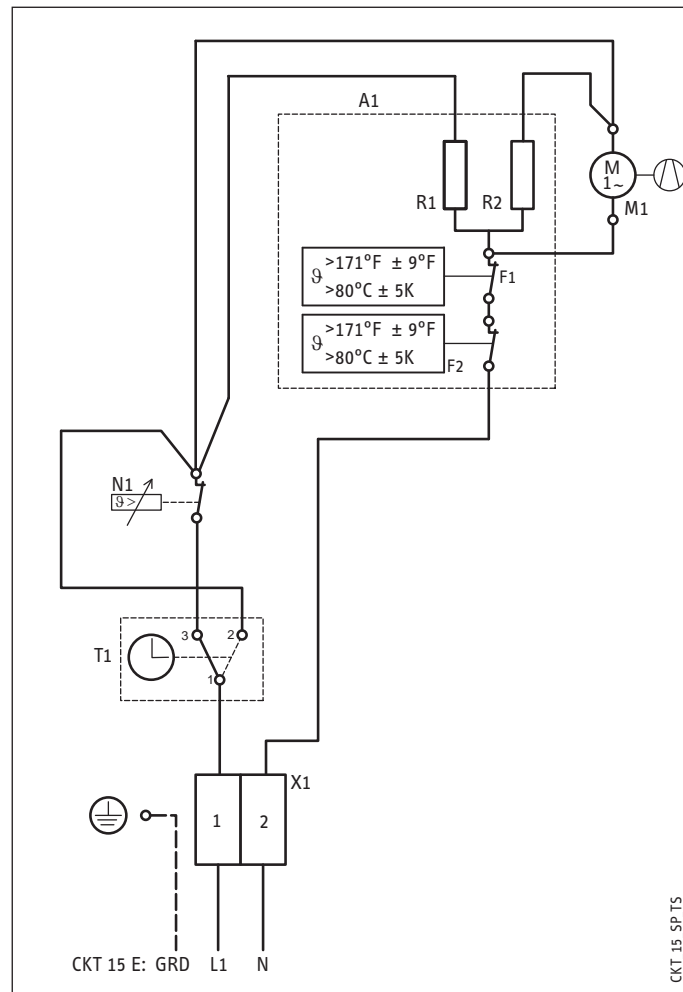 A1
M
1~
R1
R2
M1
ϑ >171°F ± 9°F
>80°C ± 5K
F1
ϑ >171°F ± 9°F
>80°C ± 5K
F2
N1
ϑ>
3
2
T1
1
X1
1
2
CKT 15 E: GRD L1 N
CKT 15 SP TS